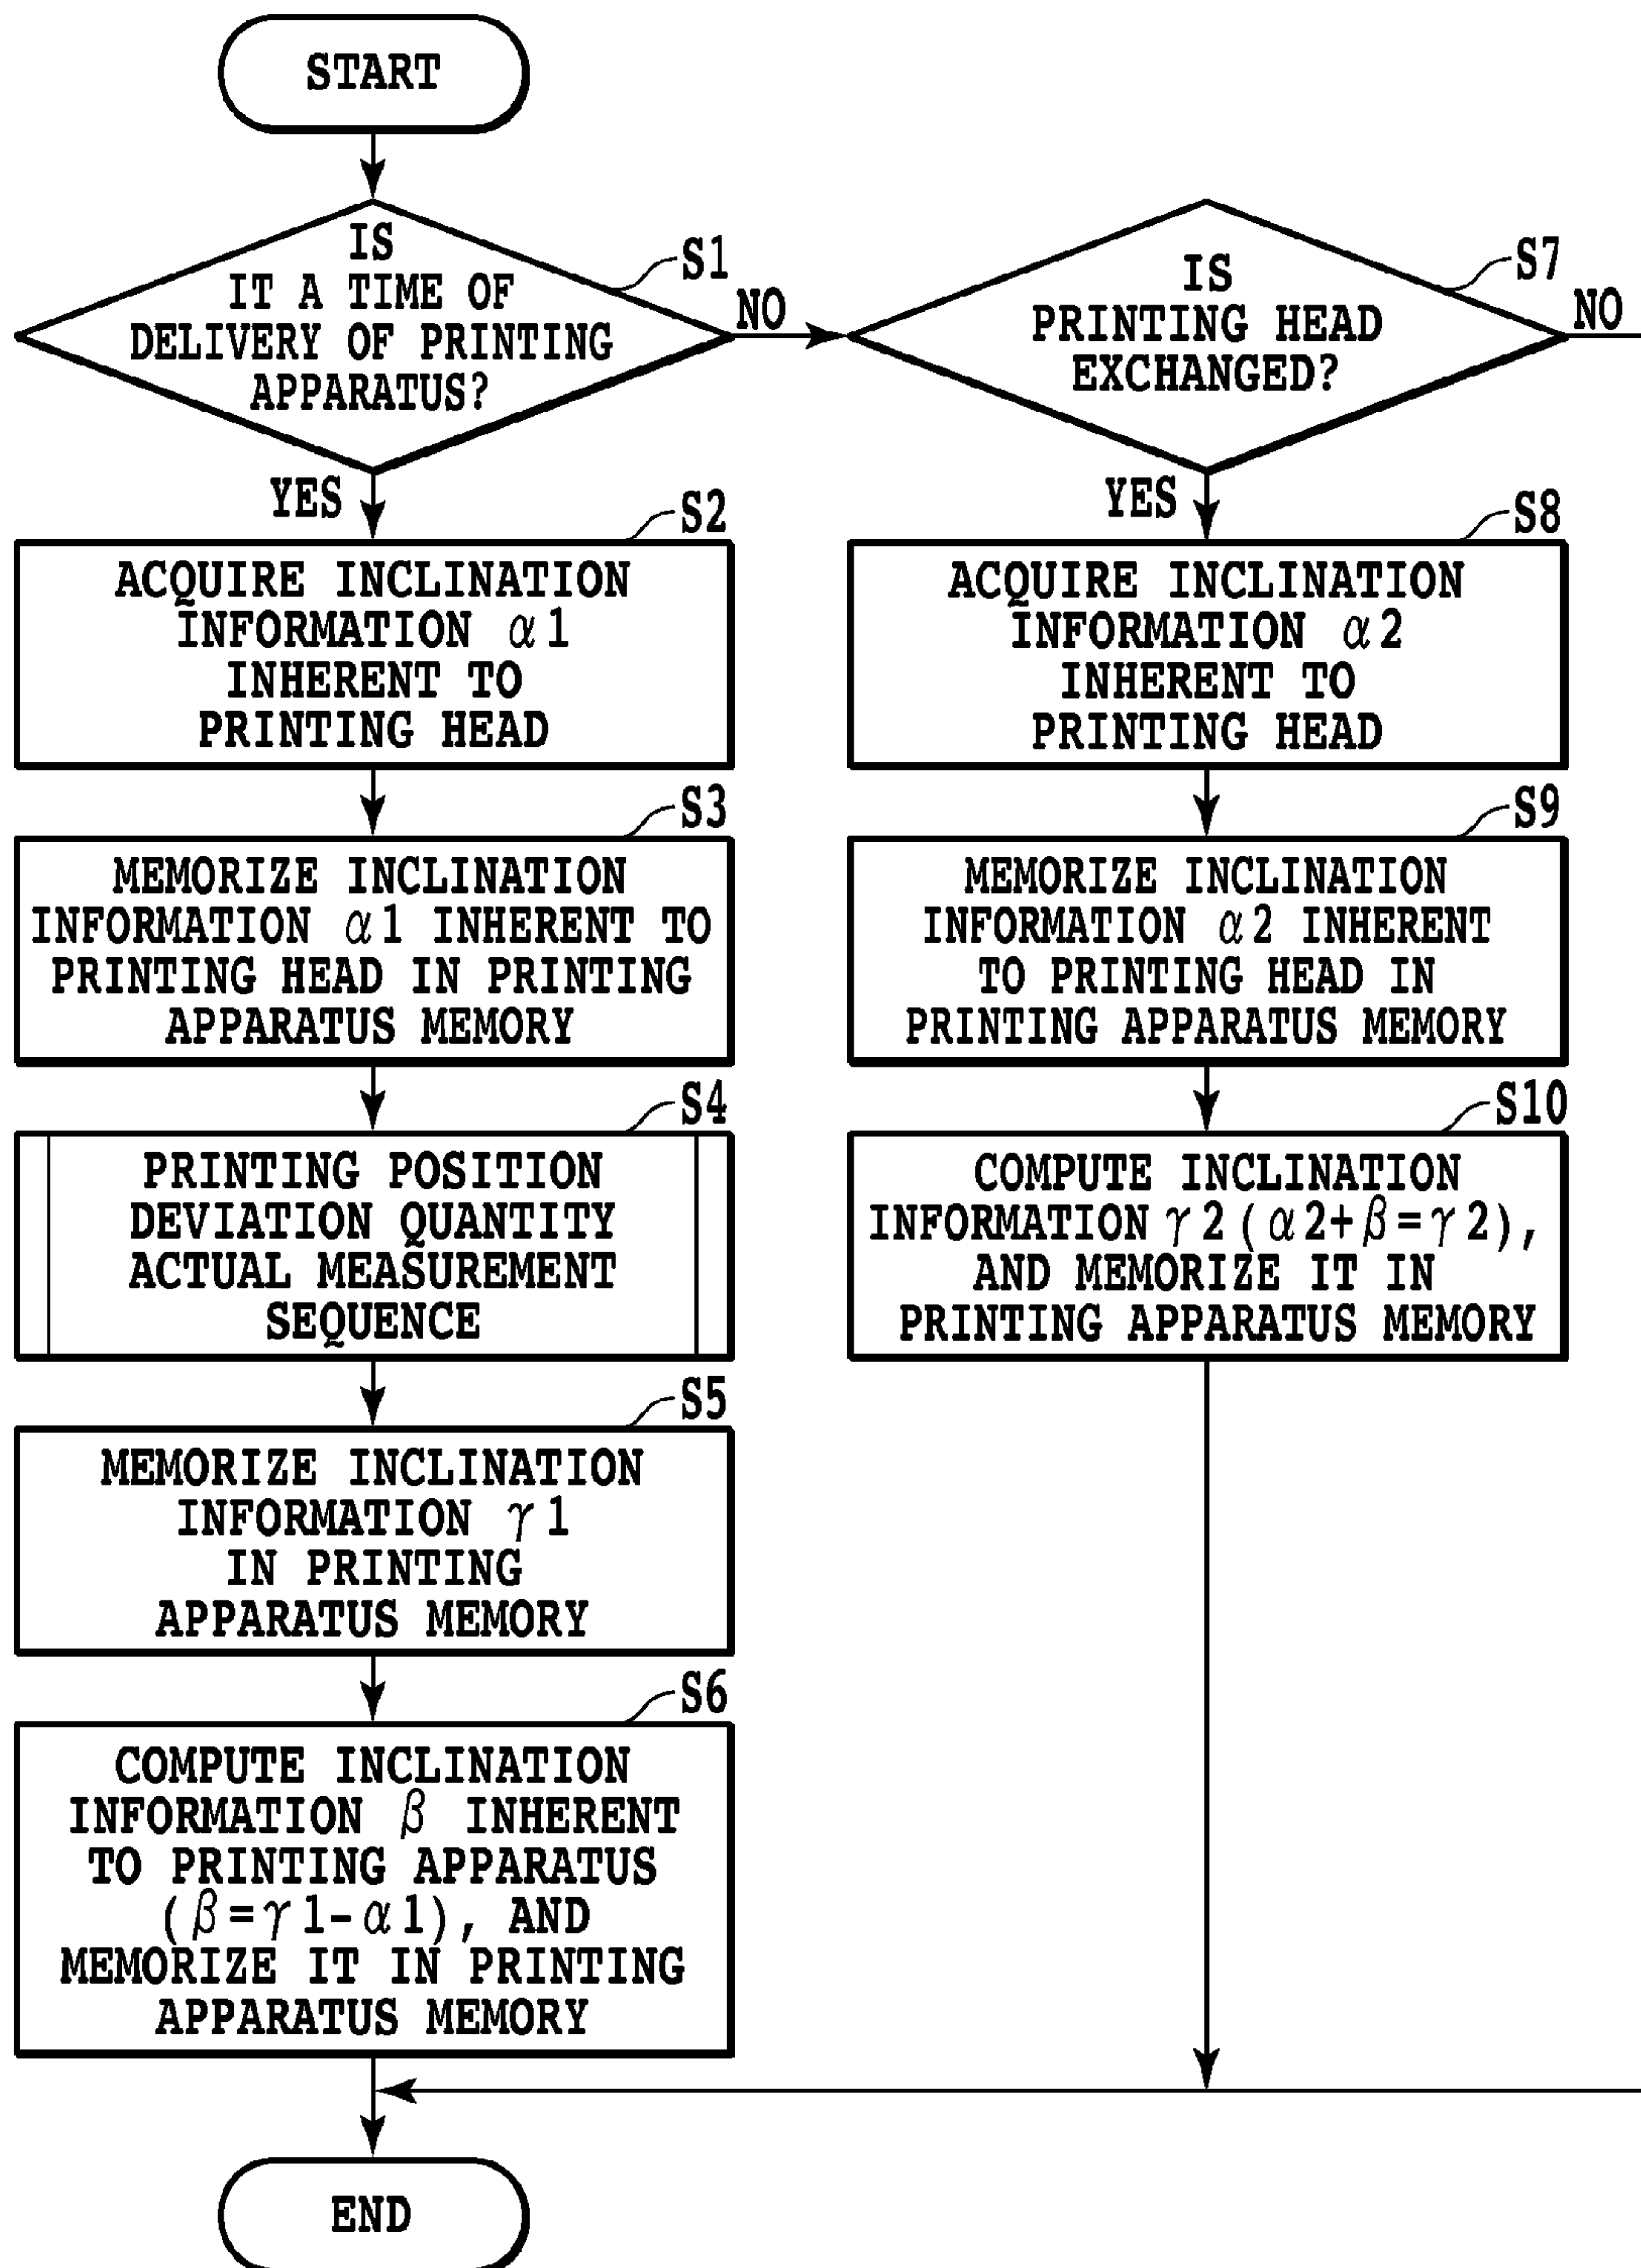 START
IS
IT A TIME OF
DELIVERY OF PRINTING
APPARATUS?
S1
NO
YES
S2
ACQUIRE INCLINATION
INFORMATION α1
INHERENT TO
PRINTING HEAD
S3
MEMORIZE INCLINATION
INFORMATION α1 INHERENT TO
PRINTING HEAD IN PRINTING
APPARATUS MEMORY
S4
PRINTING POSITION
DEVIATION QUANTITY
ACTUAL MEASUREMENT
SEQUENCE
S5
MEMORIZE INCLINATION
INFORMATION γ1
IN PRINTING
APPARATUS MEMORY
S6
COMPUTE INCLINATION
INFORMATION β INHERENT
TO PRINTING APPARATUS
(β=γ1-α1), AND
MEMORIZE IT IN PRINTING
APPARATUS MEMORY
END
IS
PRINTING HEAD
EXCHANGED?
S7
NO
YES
S8
ACQUIRE INCLINATION
INFORMATION α2
INHERENT TO
PRINTING HEAD
S9
MEMORIZE INCLINATION
INFORMATION α2 INHERENT
TO PRINTING HEAD IN
PRINTING APPARATUS MEMORY
S10
COMPUTE INCLINATION
INFORMATION γ2(α2+β=γ2),
AND MEMORIZE IT IN
PRINTING APPARATUS MEMORY